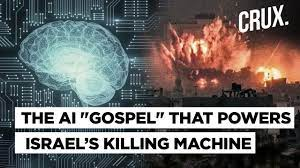 CRUX.
THE AI "GOSPEL" THAT POWERS
ISRAEL'S KILLING MACHINE